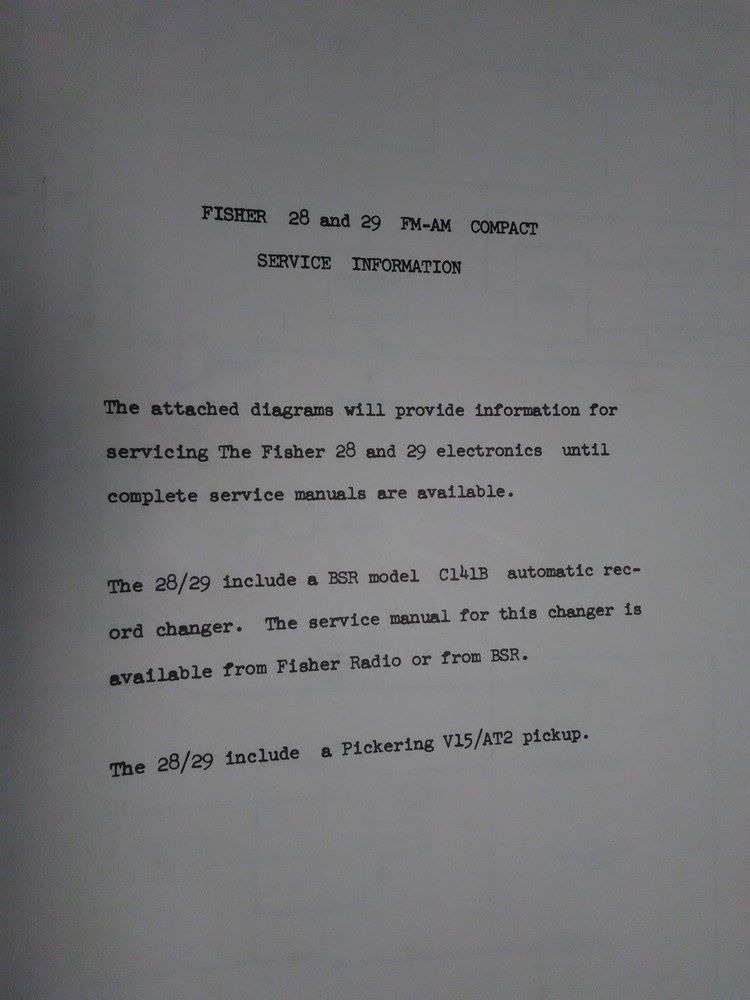 FISHER 28 and 29 FM-AM COMPACT
SERVICE INFORMATION
The attached diagrams will provide information for
servicing The Fisher 28 and 29 electronics until
complete service manuals are available.
The 28/29 include a BSR model C141B automatic rec-
ord changer. The service manual for this changer is
available from Fisher Radio or from BSR.
The 28/29 include a Pickering V15/AT2 pickup.